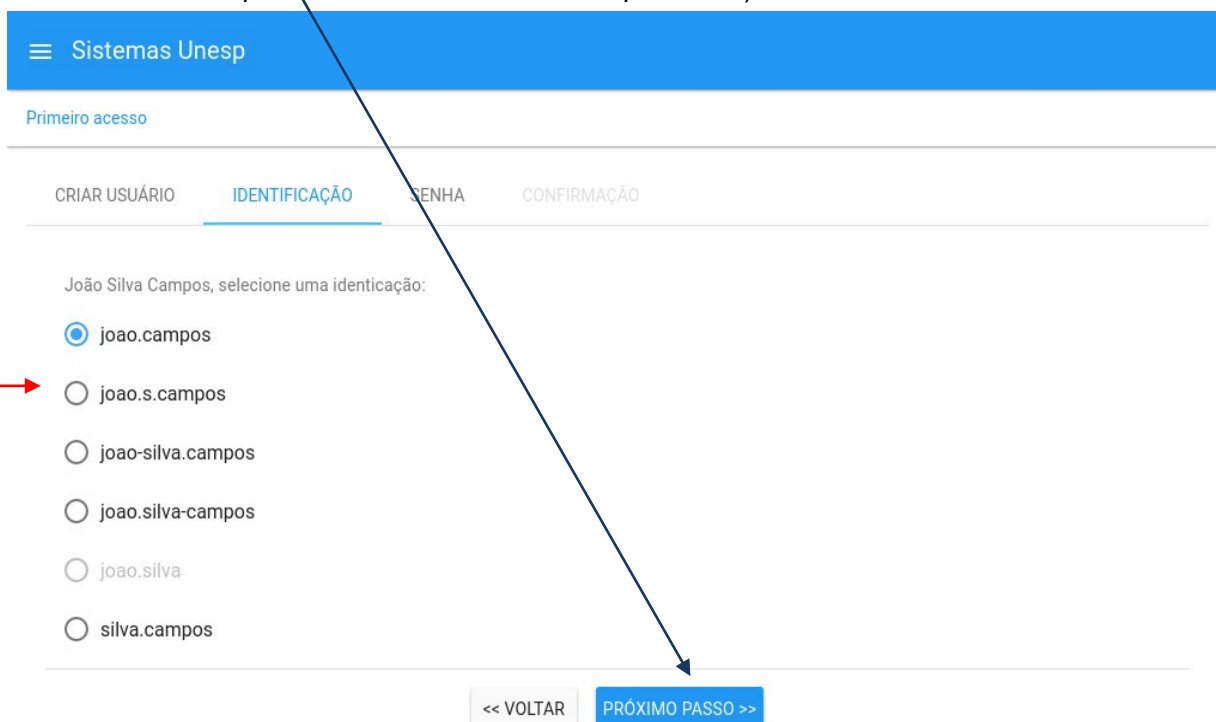 Sistemas Unesp
Primeiro acesso
CRIAR USUÁRIO IDENTIFICAÇÃO SENHA CONFIRMAÇÃO
João Silva Campos, selecione uma identicação:
joao.campos
joao.s.campos
joao-silva.campos
joao.silva-campos
joao.silva
silva.campos
<< VOLTAR PRÓXIMO PASSO >>